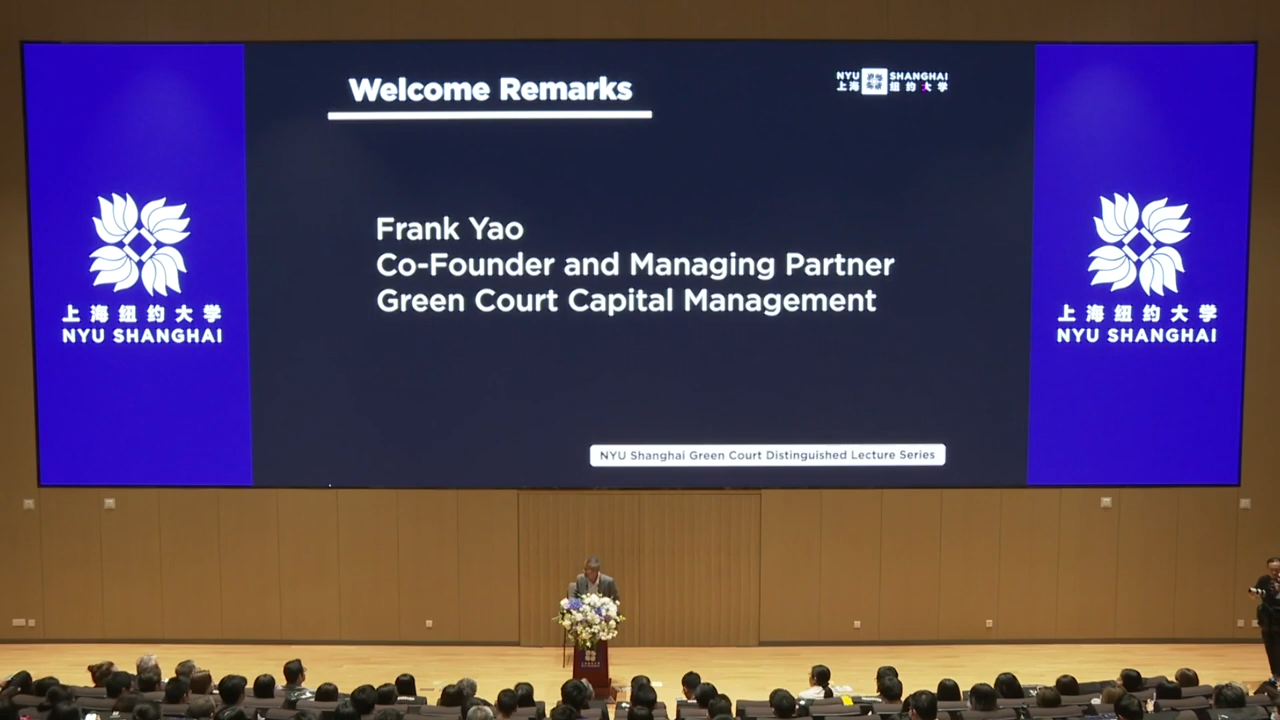 Welcome Remarks
NYU SHANGHAI
上海 纽约大学
Frank Yao
Co-Founder and Managing Partner
Green Court Capital Management
NYU Shanghai Green Court Distinguished Lecture Series
上海纽约大学
NYU SHANGHAI
上海纽约大学
NYU SHANGHAI